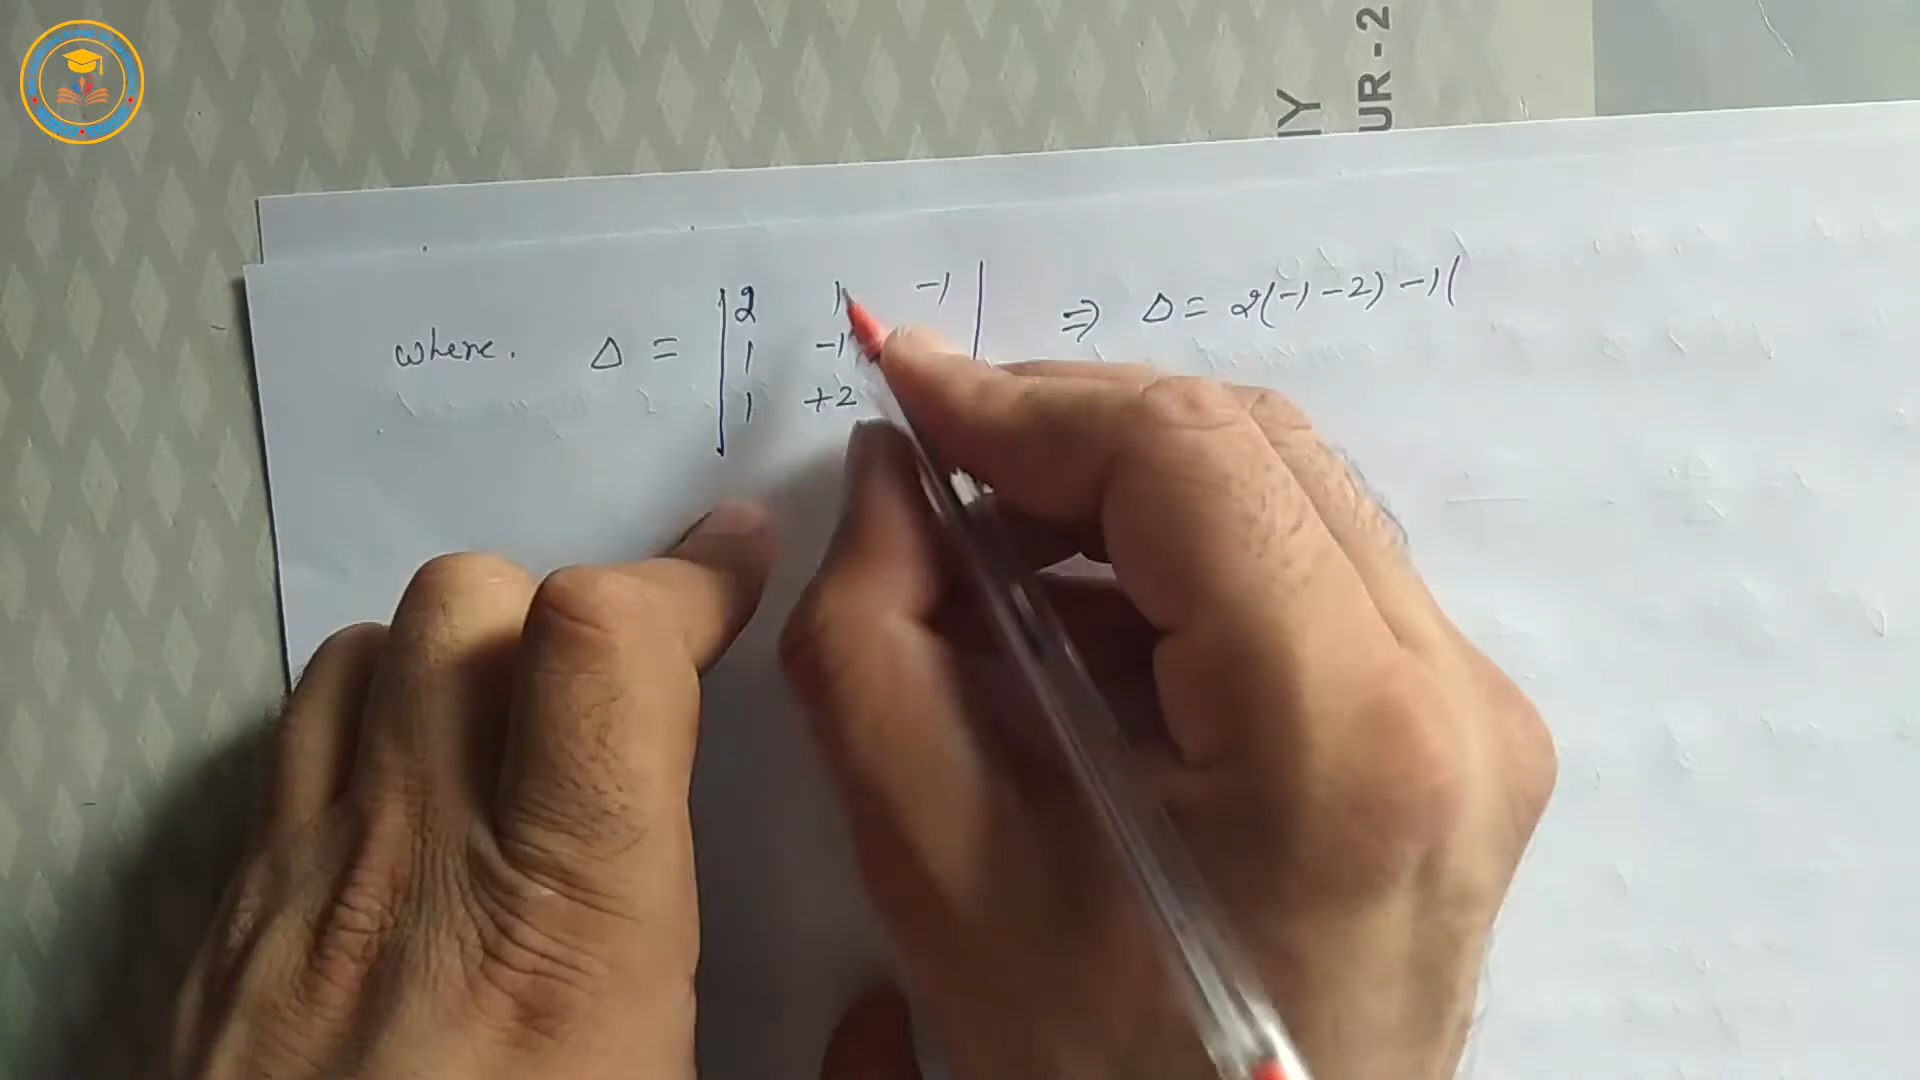 IY
UR - 2
where. Δ = | 2 1 -1 | ⇒ Δ = 2(-1-2) -1(
1 -1
1 +2